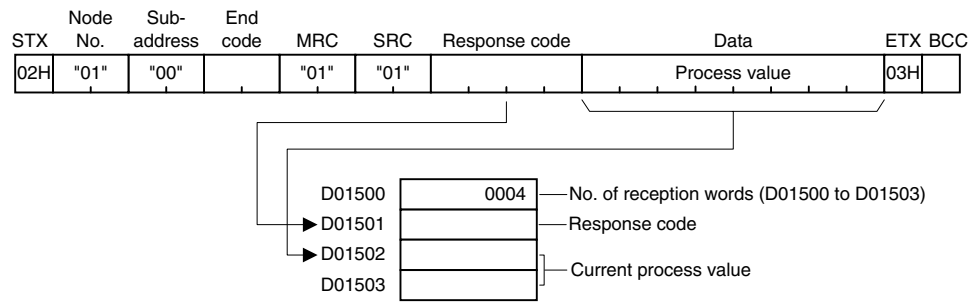 Node Sub- End
STX No. address code MRC SRC Response code Data ETX BCC
02H "01" "00" "01" "01" Process value 03H
D01500 0004 No. of reception words (D01500 to D01503)
D01501 Response code
D01502
Current process value
D01503